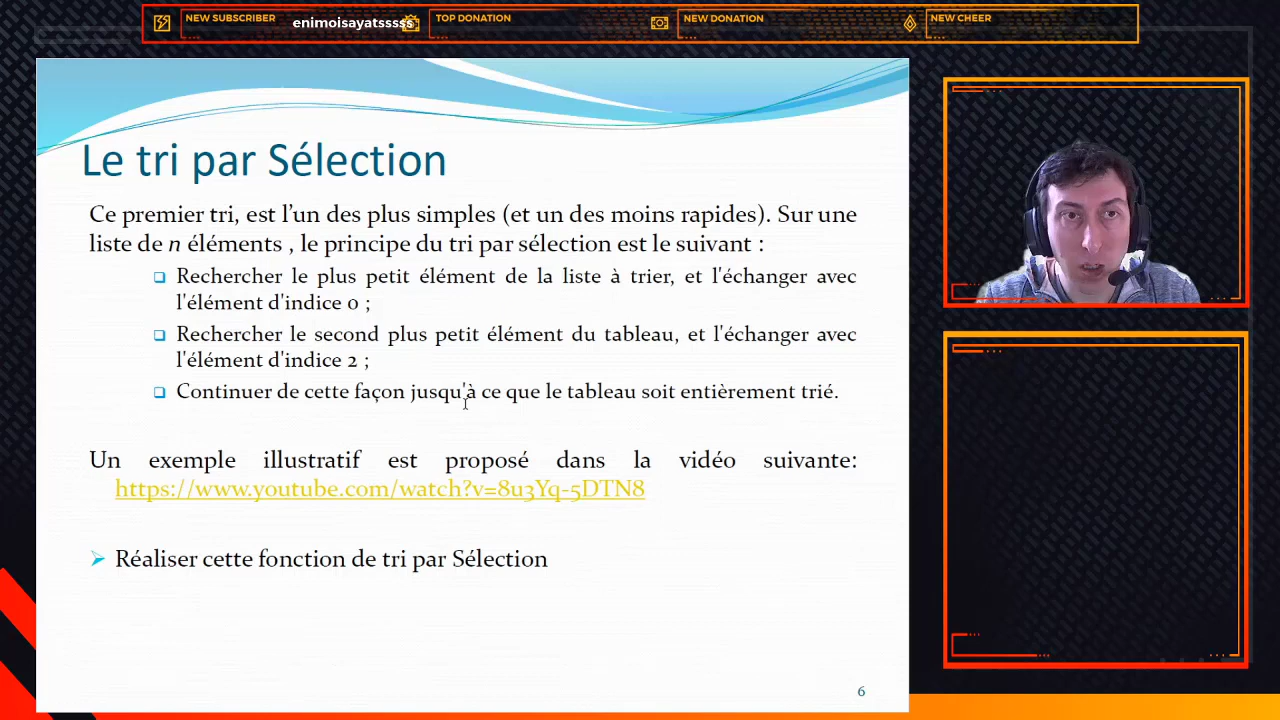 NEW SUBSCRIBER
enimoisayatsssss
TOP DONATION
NEW DONATION
NEW CHEER
Le tri par Sélection
Ce premier tri, est l’un des plus simples (et un des moins rapides). Sur une
liste de n éléments , le principe du tri par sélection est le suivant :
Rechercher le plus petit élément de la liste à trier, et l'échanger avec
l'élément d'indice 0 ;
Rechercher le second plus petit élément du tableau, et l'échanger avec
l'élément d'indice 2 ;
Continuer de cette façon jusqu'à ce que le tableau soit entièrement trié.
Un exemple illustratif est proposé dans la vidéo suivante:
https://www.youtube.com/watch?v=8u3Yq-5DTN8
Réaliser cette fonction de tri par Sélection
6